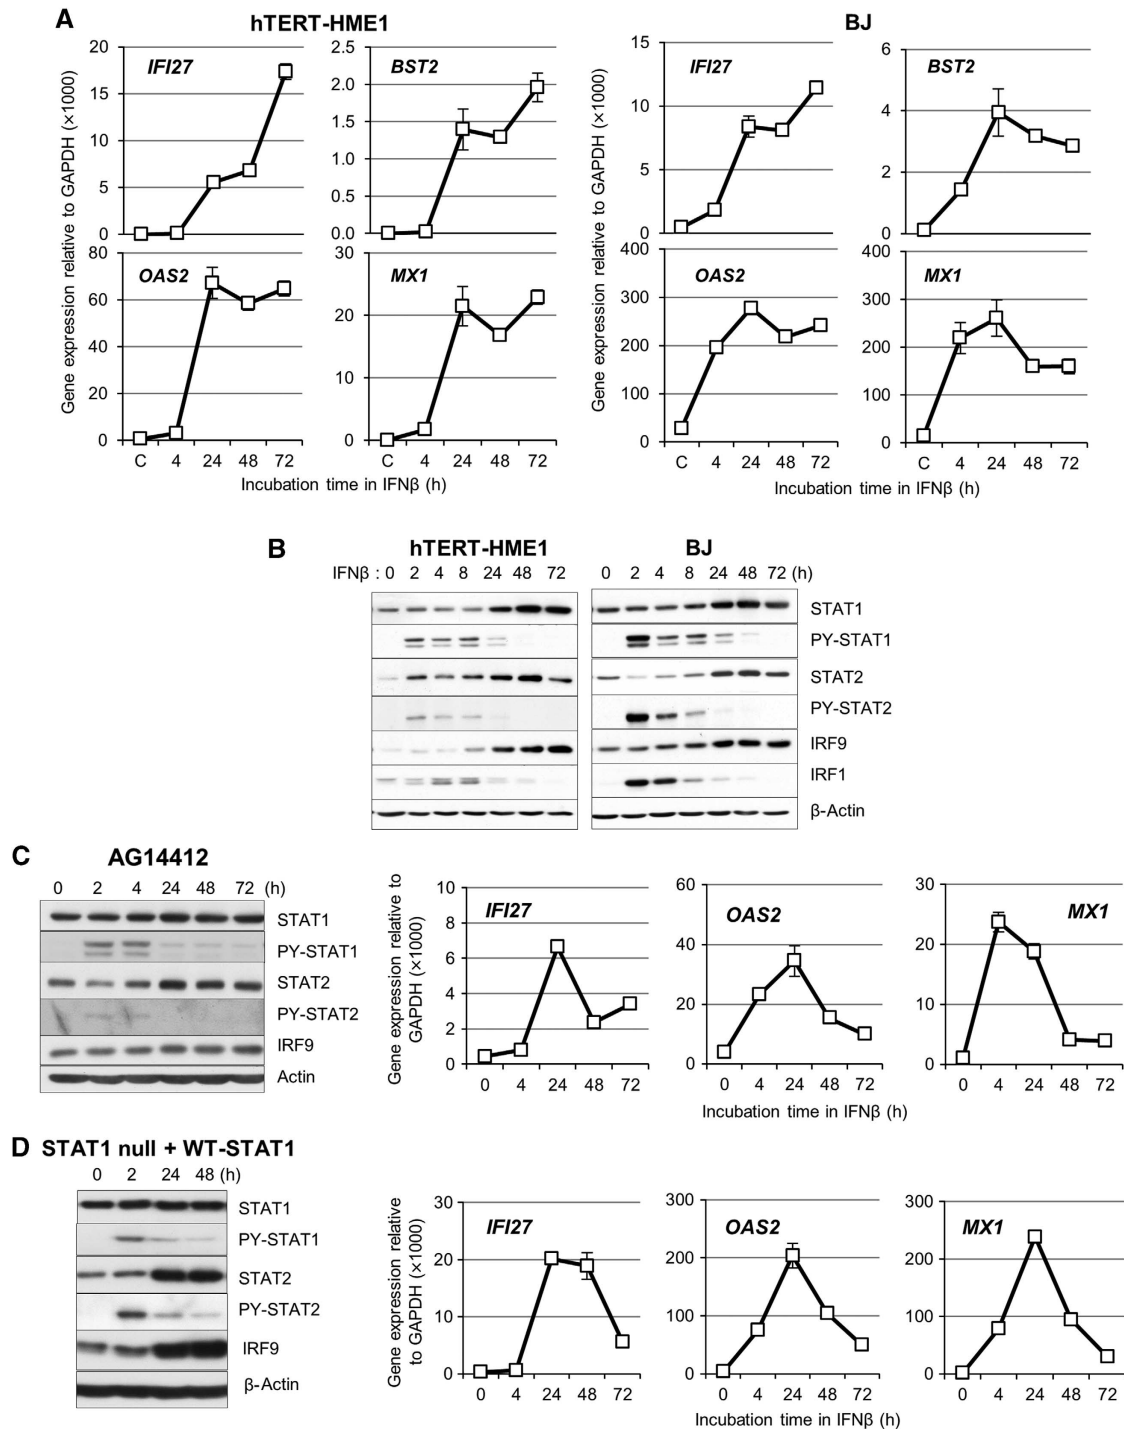 A
hTERT-HME1
BJ
Gene expression relative to GAPDH (×1000)
20
15
10
5
0
IFI27
2.5
2.0
1.5
1.0
0.5
0.0
BST2
80
60
40
20
0
OAS2
C 4 24 48 72
30
20
10
0
MX1
C 4 24 48 72
Incubation time in IFNβ (h)
Gene expression relative to GAPDH (×1000)
15
10
5
0
IFI27
6
4
2
0
BST2
400
300
200
100
0
OAS2
C 4 24 48 72
400
300
200
100
0
MX1
C 4 24 48 72
Incubation time in IFNβ (h)
B
hTERT-HME1
BJ
IFNβ : 0 2 4 8 24 48 72
0 2 4 8 24 48 72 (h)
STAT1
PY-STAT1
STAT2
PY-STAT2
IRF9
IRF1
β-Actin
C
AG14412
0 2 4 24 48 72 (h)
STAT1
PY-STAT1
STAT2
PY-STAT2
IRF9
Actin
Gene expression relative to
GAPDH (×1000)
10
8
6
4
2
0
IFI27
0 4 24 48 72
60
40
20
0
OAS2
0 4 24 48 72
30
20
10
0
MX1
0 4 24 48 72
Incubation time in IFNβ (h)
D
STAT1 null + WT-STAT1
0 2 24 48 (h)
STAT1
PY-STAT1
STAT2
PY-STAT2
IRF9
β-Actin
Gene expression relative
to GAPDH (×1000)
30
20
10
0
IFI27
0 4 24 48 72
300
200
100
0
OAS2
0 4 24 48 72
300
200
100
0
MX1
0 4 24 48 72
Incubation time in IFNβ (h)